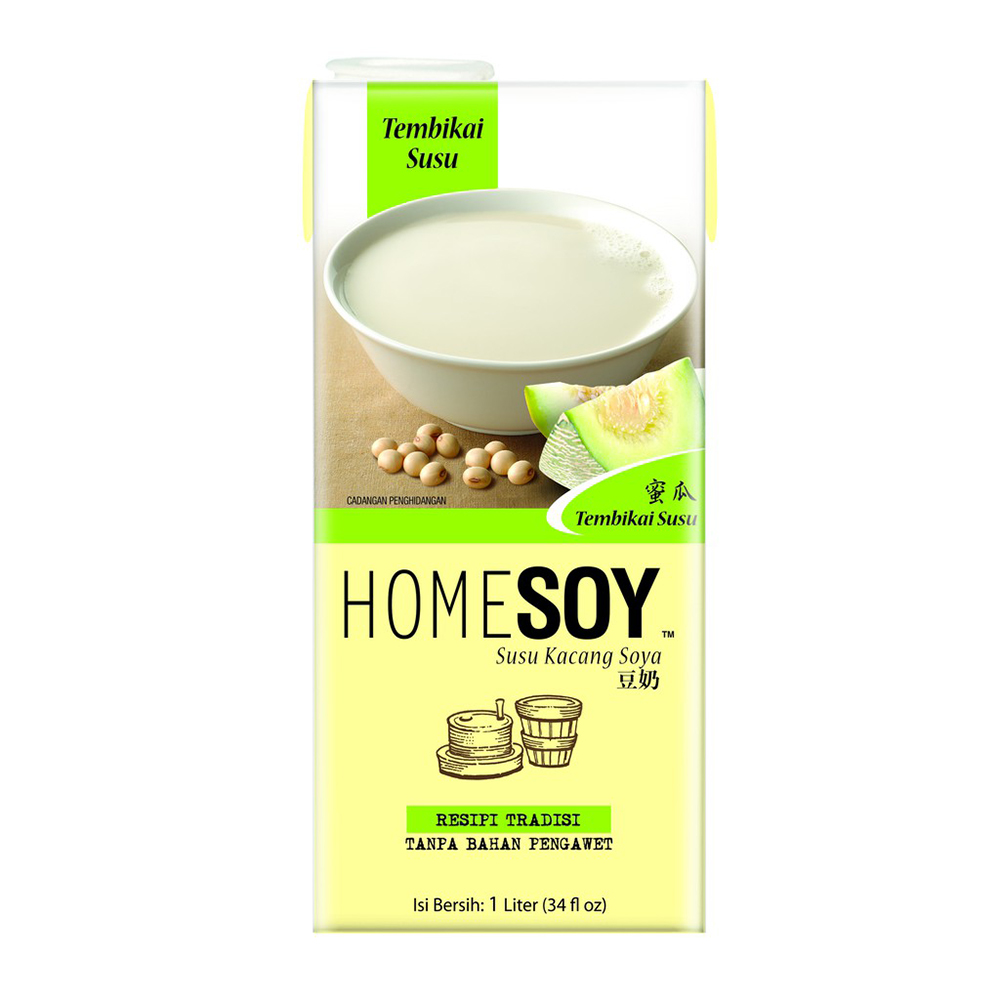 Tembikai
Susu
CADANGAN PENGHIDANGAN
蜜瓜
Tembikai Susu
HOMESOY™
Susu Kacang Soya
豆奶
RESIPI TRADISI
TANPA BAHAN PENGAWET
Isi Bersih: 1 Liter (34 fl oz)